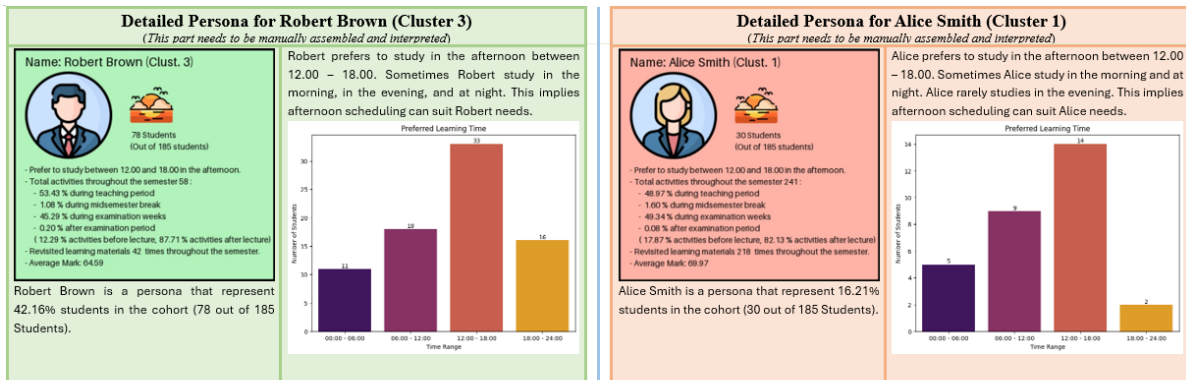 Detailed Persona for Robert Brown (Cluster 3)
(This part needs to be manually assembled and interpreted)
Name: Robert Brown (Clust. 3)
78 Students
(Out of 185 students)
- Prefer to study between 12.00 and 18.00 in the afternoon.
- Total activities throughout the semester 58 :
- 53.43 % during teaching period
- 1.08 % during midsemester break
- 45.29 % during examination weeks
- 0.20 % after examination period
( 12.29 % activities before lecture, 87.71 % activities after lecture)
- Revisited learning materials 42 times throughout the semester.
- Average Mark: 64.59
Robert Brown is a persona that represent
42.16% students in the cohort (78 out of 185
Students).
Robert prefers to study in the afternoon between
12.00 – 18.00. Sometimes Robert study in the
morning, in the evening, and at night. This implies
afternoon scheduling can suit Robert needs.
Preferred Learning Time
Number of Students
0
5
10
15
20
25
30
11
18
33
16
00:00 - 06:00
06:00 - 12:00
12:00 - 18:00
18:00 - 24:00
Time Range
Detailed Persona for Alice Smith (Cluster 1)
(This part needs to be manually assembled and interpreted)
Name: Alice Smith (Clust. 1)
30 Students
(Out of 185 students)
- Prefer to study between 12.00 and 18.00 in the afternoon.
- Total activities throughout the semester 241 :
- 48.97 % during teaching period
- 1.60 % during midsemester break
- 49.34 % during examination weeks
- 0.08 % after examination period
( 17.87 % activities before lecture, 82.13 % activities after lecture)
- Revisited learning materials 218 times throughout the semester.
- Average Mark: 69.97
Alice Smith is a persona that represent 16.21%
students in the cohort (30 out of 185 Students).
Alice prefers to study in the afternoon between 12.00
– 18.00. Sometimes Alice study in the morning and at
night. Alice rarely studies in the evening. This implies
afternoon scheduling can suit Alice needs.
Preferred Learning Time
Number of Students
0
2
4
6
8
10
12
14
5
9
14
2
00:00 - 06:00
06:00 - 12:00
12:00 - 18:00
18:00 - 24:00
Time Range